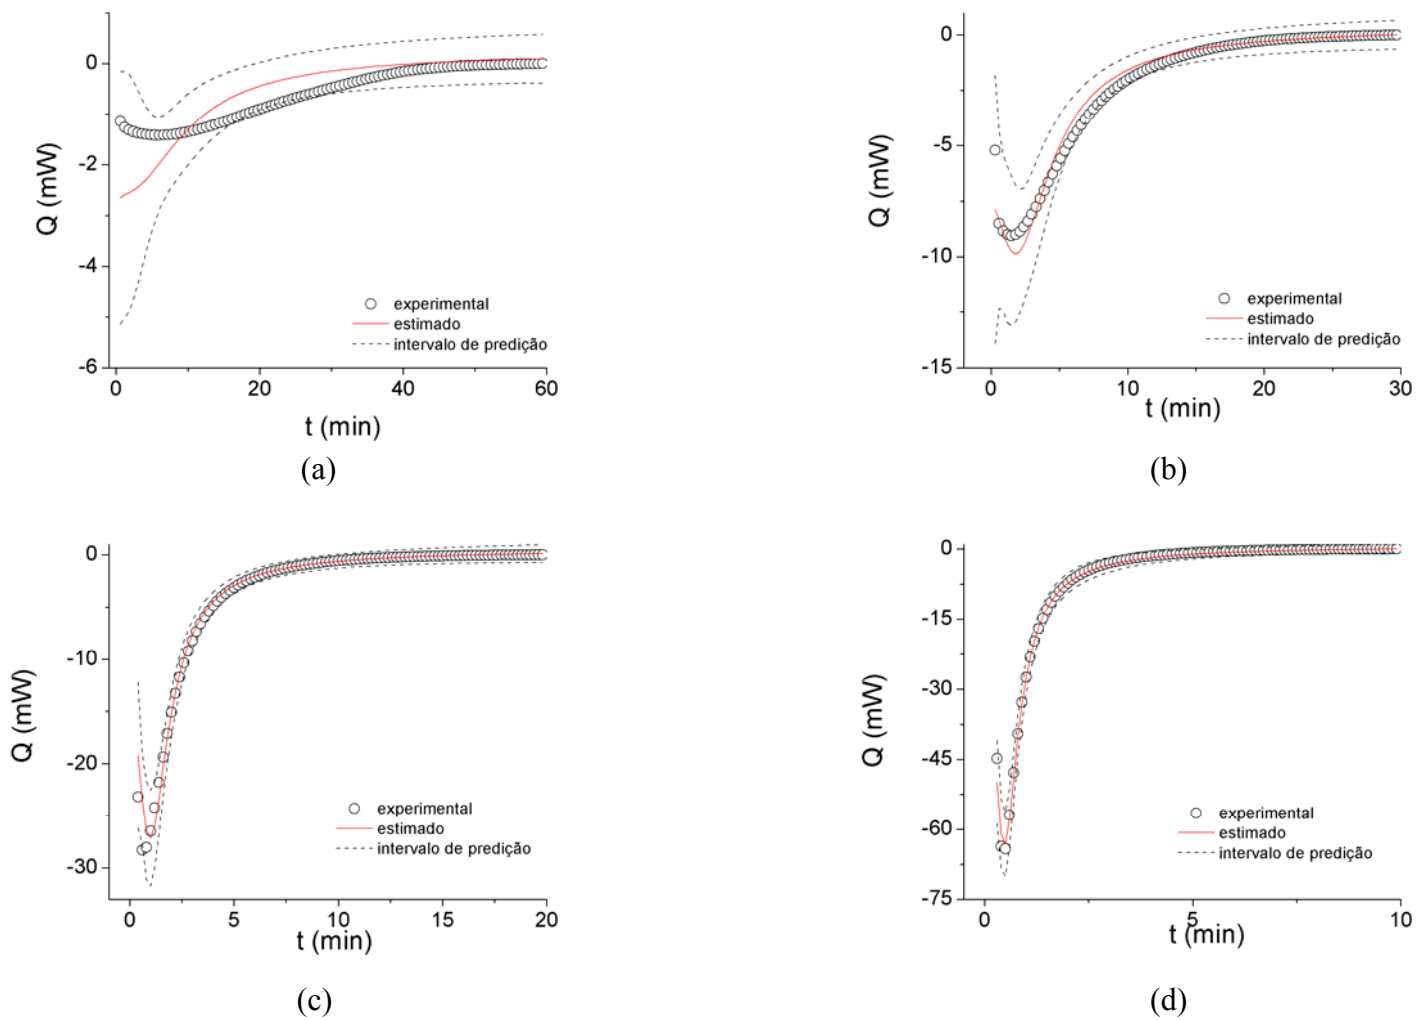 0
-2
-4
-6
Q (mW)
0
20
40
60
t (min)
experimental
estimado
intervalo de predição
(a)
0
-5
-10
-15
Q (mW)
0
10
20
30
t (min)
experimental
estimado
intervalo de predição
(b)
0
-10
-20
-30
Q (mW)
0
5
10
15
20
t (min)
experimental
estimado
intervalo de predição
(c)
0
-15
-30
-45
-60
-75
Q (mW)
0
5
10
t (min)
experimental
estimado
intervalo de predição
(d)